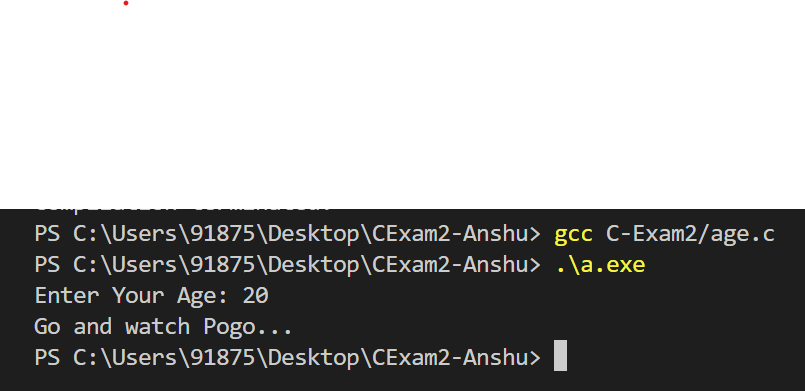 PS C:\Users\91875\Desktop\CExam2-Anshu> gcc C-Exam2/age.c
PS C:\Users\91875\Desktop\CExam2-Anshu> .\a.exe
Enter Your Age: 20
Go and watch Pogo...
PS C:\Users\91875\Desktop\CExam2-Anshu>